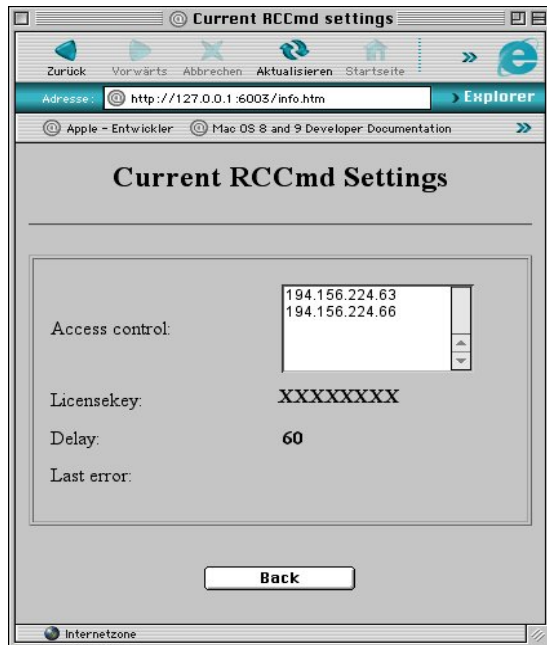 Current RCCmd settings
Zurück Vorwärts Abbrechen Aktualisieren Startseite »
Adresse: http://127.0.0.1:6003/info.htm Explorer
Apple - Entwickler Mac OS 8 and 9 Developer Documentation »
Current RCCmd Settings
194.156.224.63
194.156.224.66
Access control:
Licensekey: XXXXXXXX
Delay: 60
Last error:
Back
Internetzone